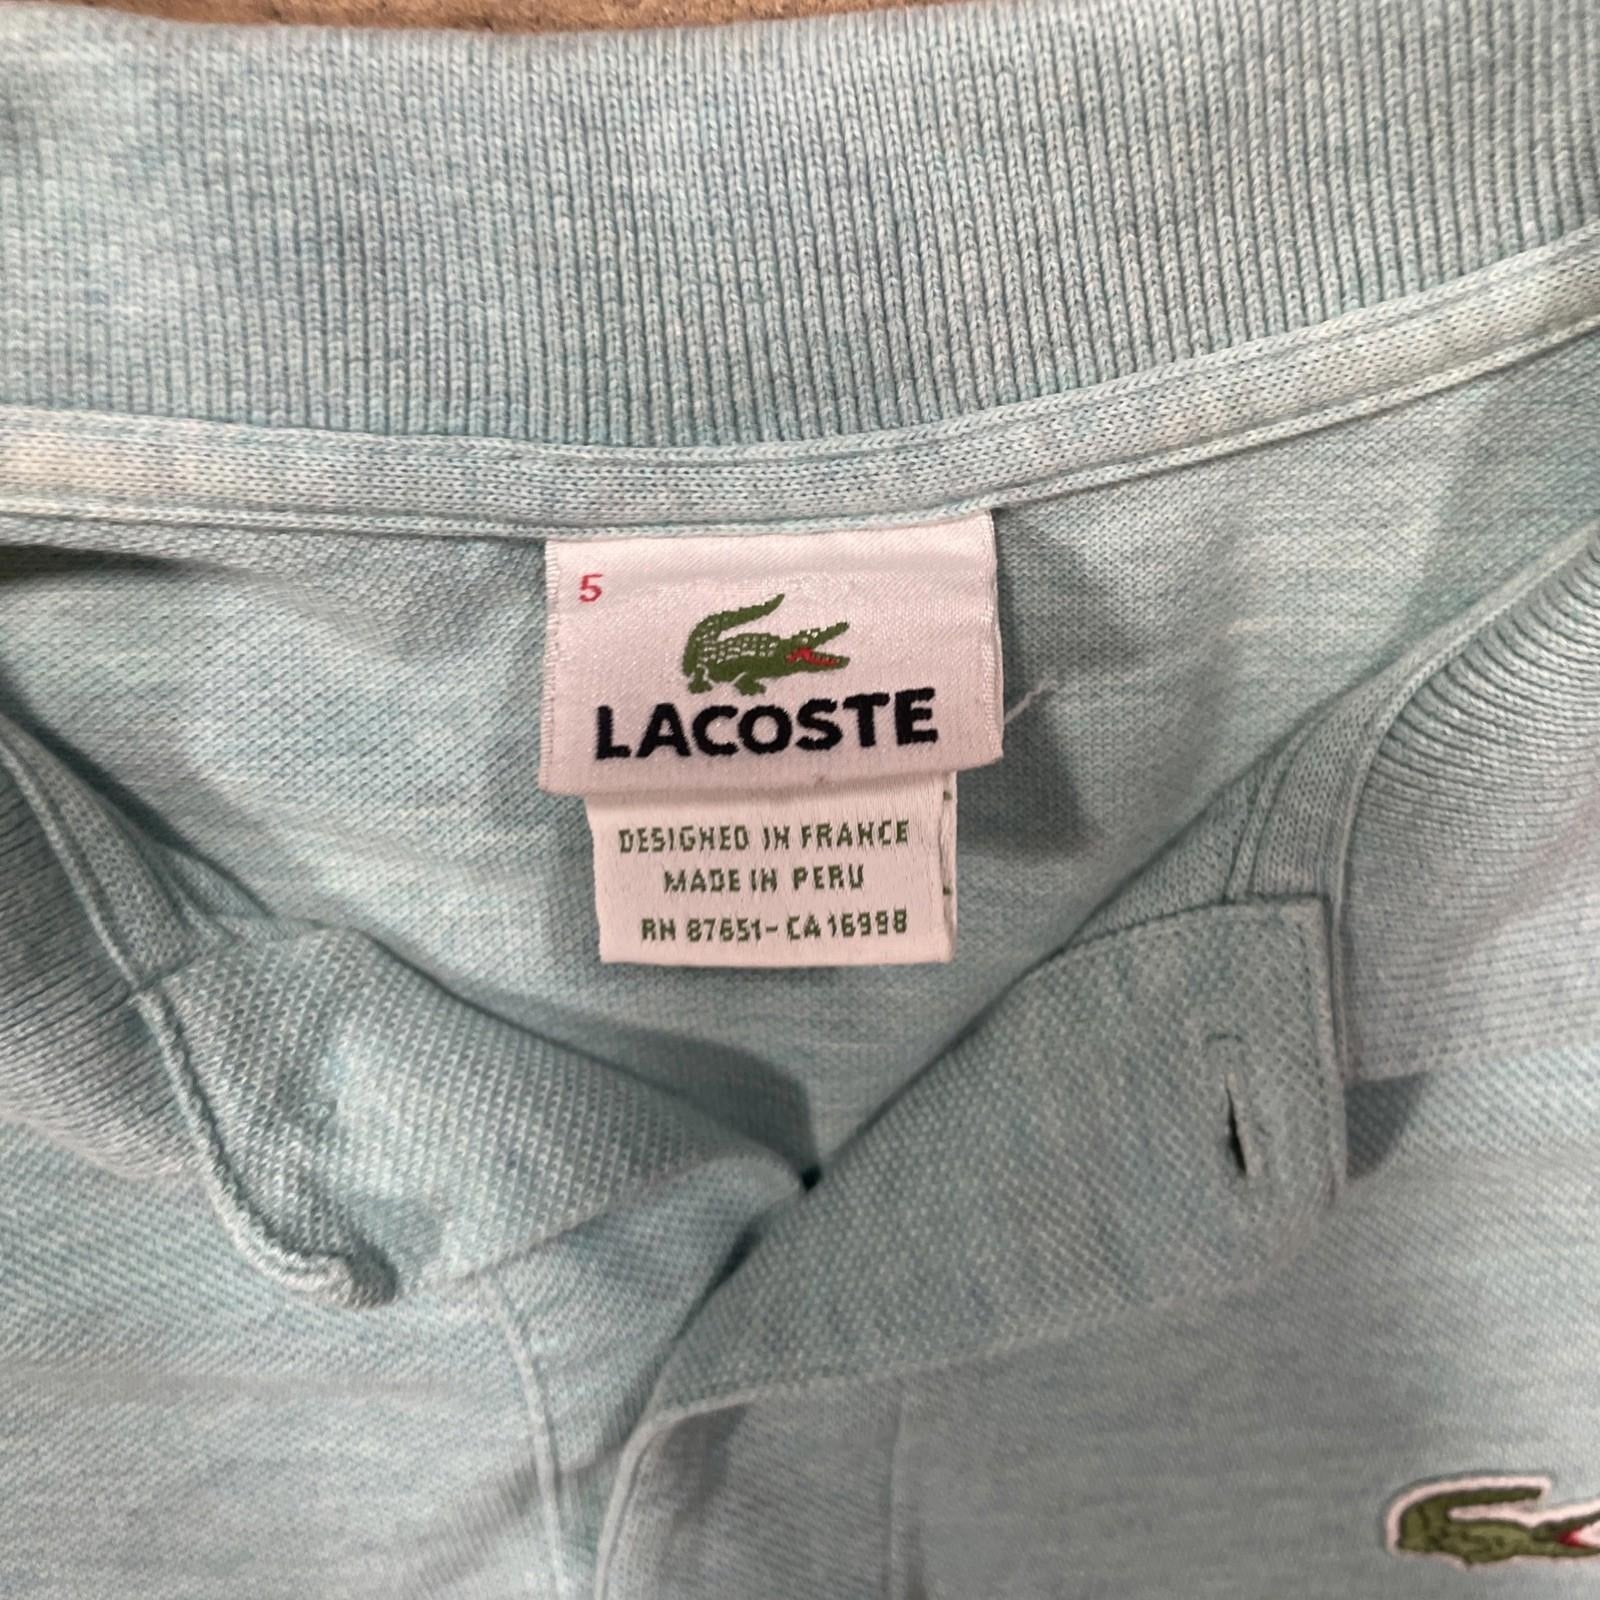 5
LACOSTE
DESIGNED IN FRANCE
MADE IN PERU
RN 87651-CA 16998